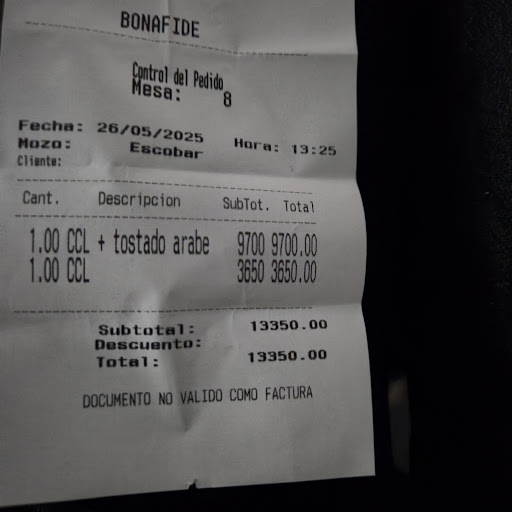 BONAFIDE
Control del Pedido
Mesa: 8
Fecha: 26/05/2025 Hora: 13:25
Mozo: Escobar
Cliente:
Cant. Descripcion SubTot. Total
1.00 CCL + tostado arabe 9700 9700.00
1.00 CCL 3650 3650.00
Subtotal: 13350.00
Descuento:
Total: 13350.00
DOCUMENTO NO VALIDO COMO FACTURA